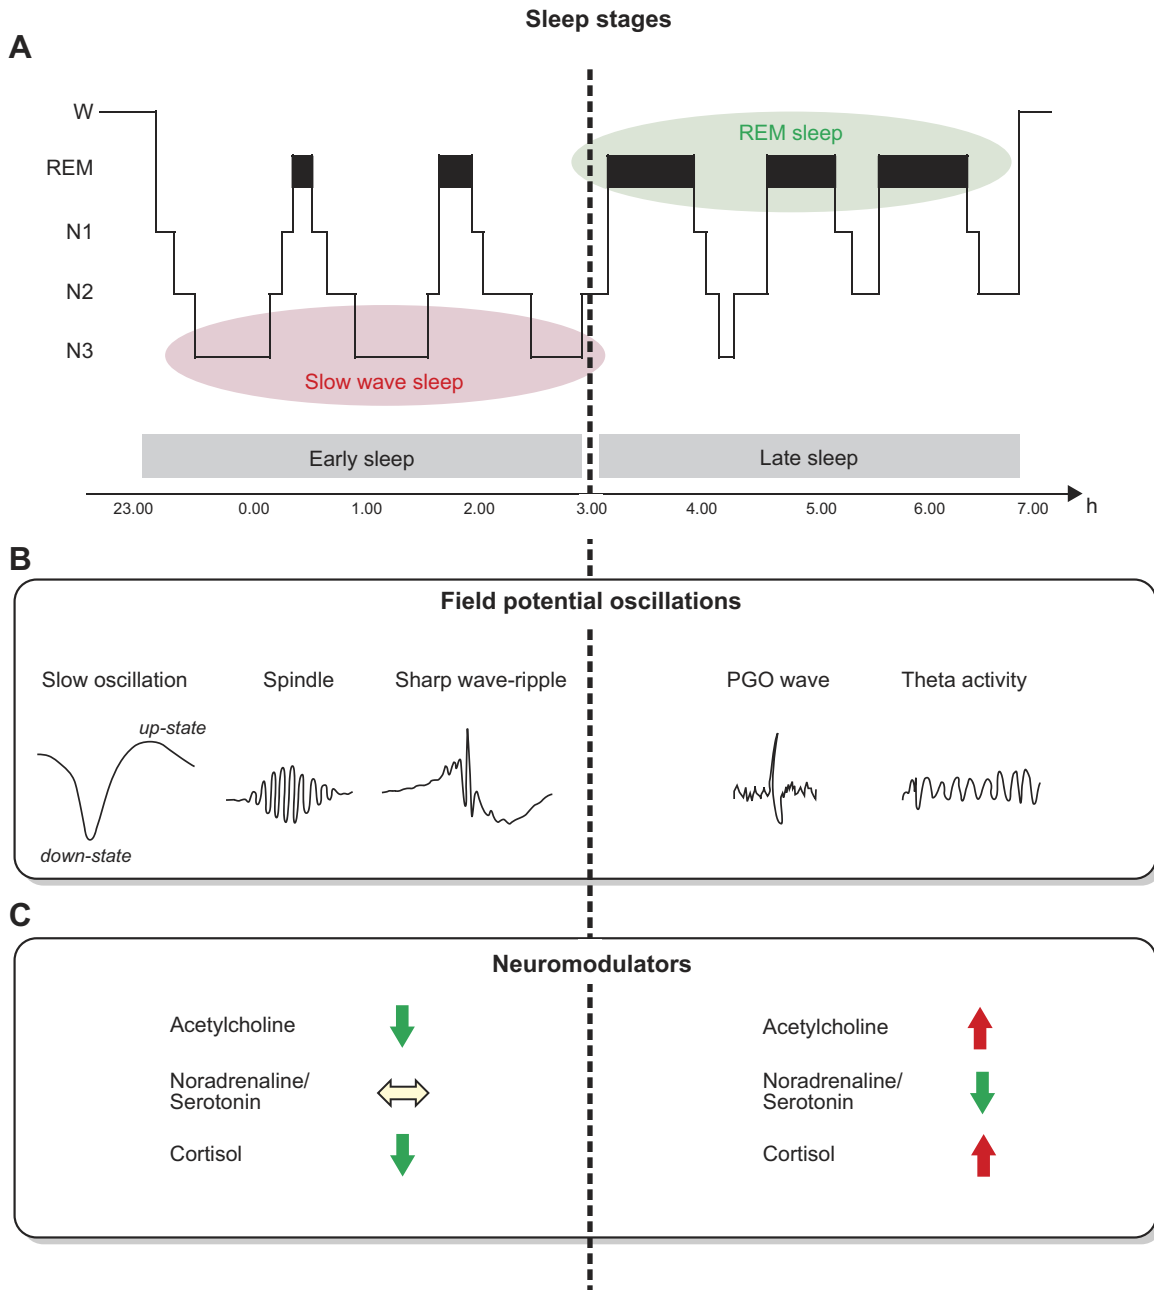 Sleep stages
A
W
REM
N1
N2
N3
REM sleep
Slow wave sleep
Early sleep
Late sleep
23.00 0.00 1.00 2.00 3.00 4.00 5.00 6.00 7.00 h
B
Field potential oscillations
Slow oscillation Spindle Sharp wave-ripple PGO wave Theta activity
up-state
down-state
C
Neuromodulators
Acetylcholine
Noradrenaline/
Serotonin
Cortisol
Acetylcholine
Noradrenaline/
Serotonin
Cortisol